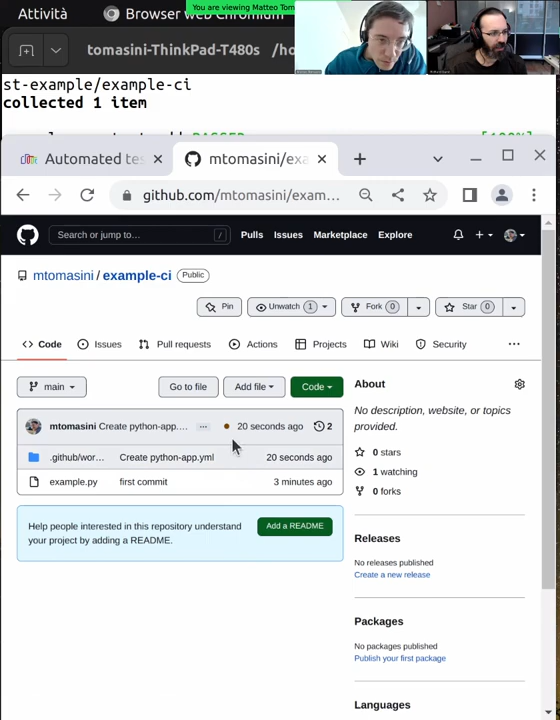 Attività
Browser web Chromium
You are viewing Matteo Tom
tomasini-ThinkPad-T480s /ho
st-example/example-ci
collected 1 item
PASSED [100%]
Automated te
mtomasini/exa
github.com/mtomasini/exam…
Search or jump to… /
Pulls Issues Marketplace Explore
mtomasini / example-ci Public
Pin Unwatch 1 Fork 0 Star 0
Code Issues Pull requests Actions Projects Wiki Security ...
main Go to file Add file Code
mtomasini Create python-app.… ... 20 seconds ago 2
.github/wor… Create python-app.yml 20 seconds ago
example.py first commit 3 minutes ago
Help people interested in this repository understand
your project by adding a README.
Add a README
About
No description, website, or topics
provided.
0 stars
1 watching
0 forks
Releases
No releases published
Create a new release
Packages
No packages published
Publish your first package
Languages